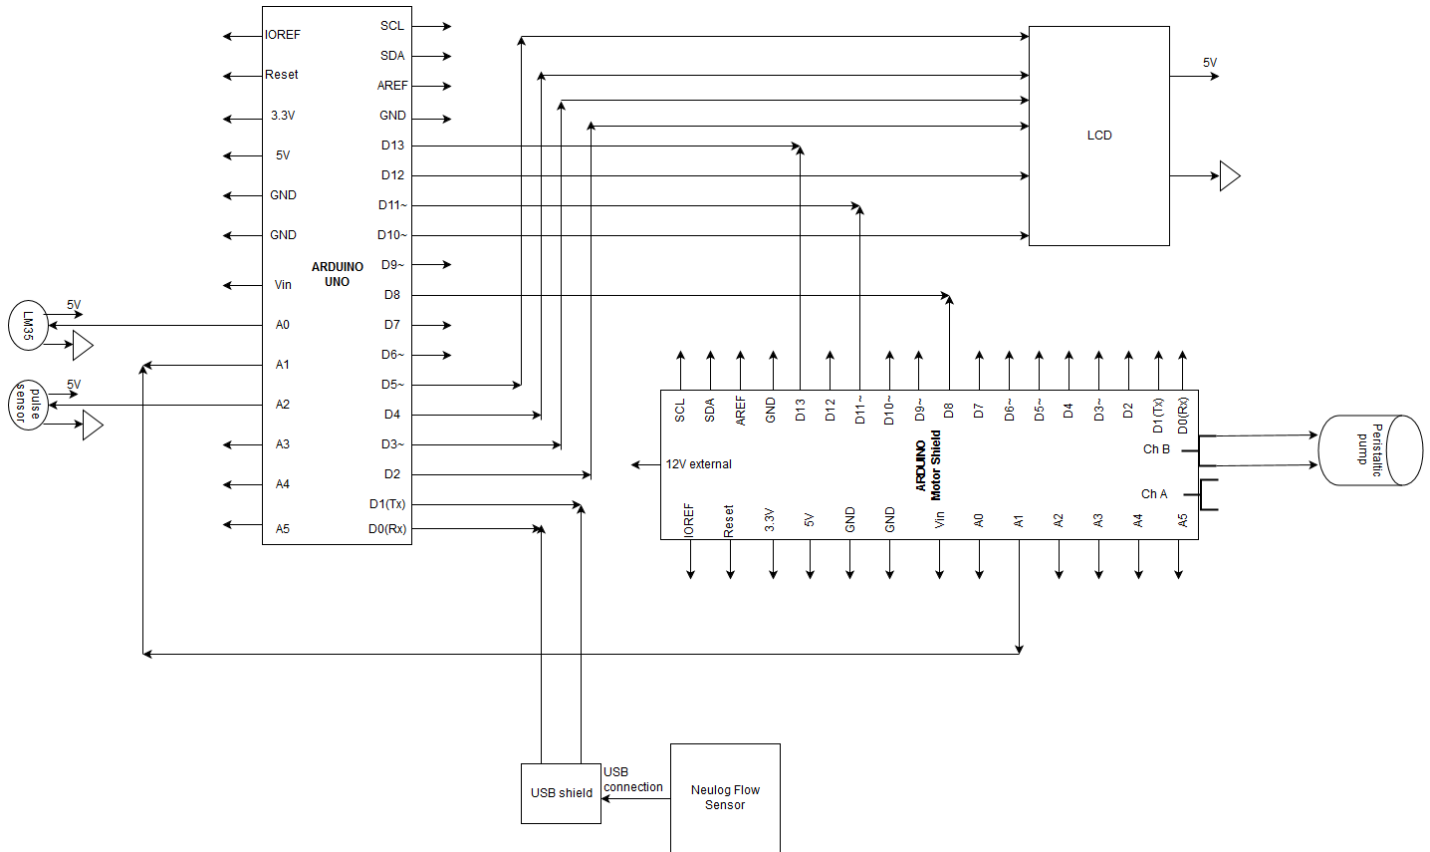 IOREF
Reset
3.3V
5V
GND
GND
Vin
A0
A1
A2
A3
A4
A5
ARDUINO
UNO
SCL
SDA
AREF
GND
D13
D12
D11~
D10~
D9~
D8
D7
D6~
D5~
D4
D3~
D2
D1(Tx)
D0(Rx)
LM35
5V
pulse
sensor
5V
LCD
5V
SCL
SDA
AREF
GND
D13
D12
D11~
D10~
D9~
D8
D7
D6~
D5~
D4
D3~
D2
D1(Tx)
D0(Rx)
12V external
ARDUINO
Motor Shield
Ch B
Ch A
IOREF
Reset
3.3V
5V
GND
GND
Vin
A0
A1
A2
A3
A4
A5
Peristaltic
pump
USB shield
USB
connection
Neulog Flow
Sensor